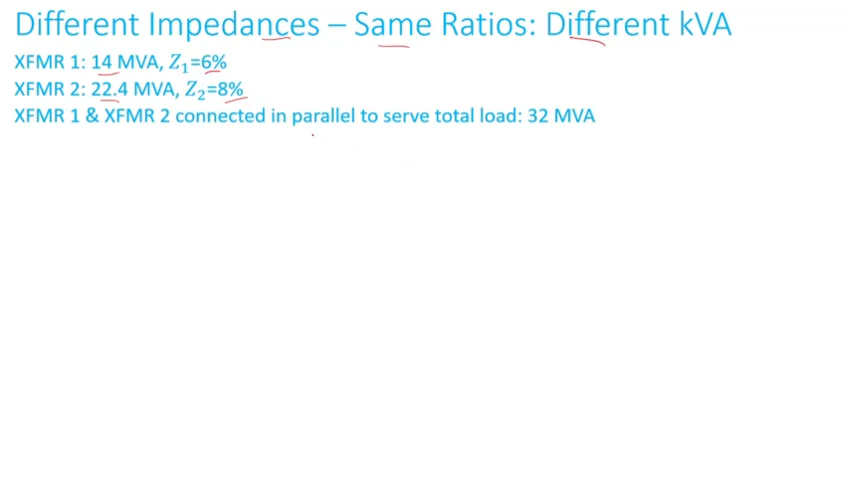 Different Impedances – Same Ratios: Different kVA
XFMR 1: 14 MVA, Z₁=6%
XFMR 2: 22.4 MVA, Z₂=8%
XFMR 1 & XFMR 2 connected in parallel to serve total load: 32 MVA